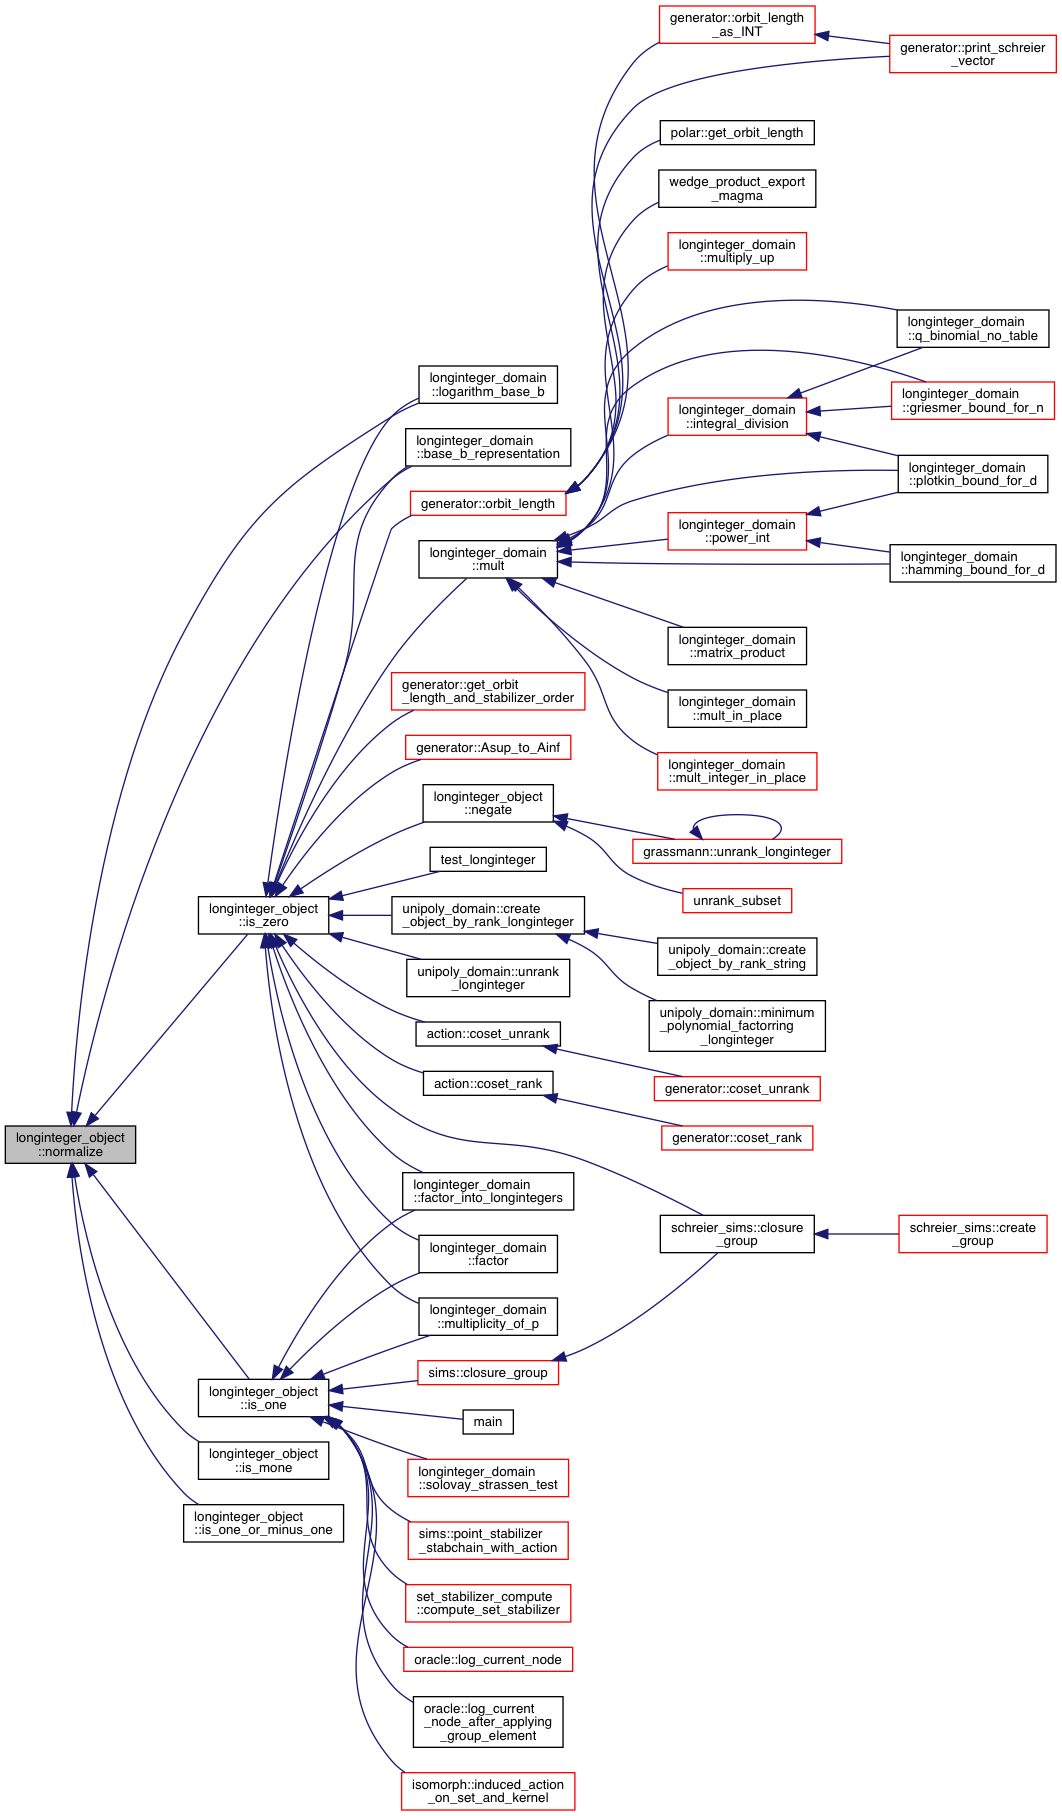 generator::orbit_length
_as_INT
generator::print_schreier
_vector
polar::get_orbit_length
wedge_product_export
_magma
longinteger_domain
::multiply_up
longinteger_domain
::q_binomial_no_table
longinteger_domain
::logarithm_base_b
longinteger_domain
::griesmer_bound_for_n
longinteger_domain
::integral_division
longinteger_domain
::base_b_representation
longinteger_domain
::plotkin_bound_for_d
generator::orbit_length
longinteger_domain
::power_int
longinteger_domain
::mult
longinteger_domain
::hamming_bound_for_d
longinteger_domain
::matrix_product
generator::get_orbit
_length_and_stabilizer_order
longinteger_domain
::mult_in_place
generator::Asup_to_Ainf
longinteger_domain
::mult_integer_in_place
longinteger_object
::negate
grassmann::unrank_longinteger
test_longinteger
unrank_subset
longinteger_object
::is_zero
unipoly_domain::create
_object_by_rank_longinteger
unipoly_domain::create
_object_by_rank_string
unipoly_domain::unrank
_longinteger
unipoly_domain::minimum
_polynomial_factorring
_longinteger
action::coset_unrank
action::coset_rank
generator::coset_unrank
longinteger_object
::normalize
generator::coset_rank
longinteger_domain
::factor_into_longintegers
schreier_sims::closure
_group
schreier_sims::create
_group
longinteger_domain
::factor
longinteger_domain
::multiplicity_of_p
sims::closure_group
longinteger_object
::is_one
main
longinteger_object
::is_mone
longinteger_domain
::solovay_strassen_test
longinteger_object
::is_one_or_minus_one
sims::point_stabilizer
_stabchain_with_action
set_stabilizer_compute
::compute_set_stabilizer
oracle::log_current_node
oracle::log_current
_node_after_applying
_group_element
isomorph::induced_action
_on_set_and_kernel